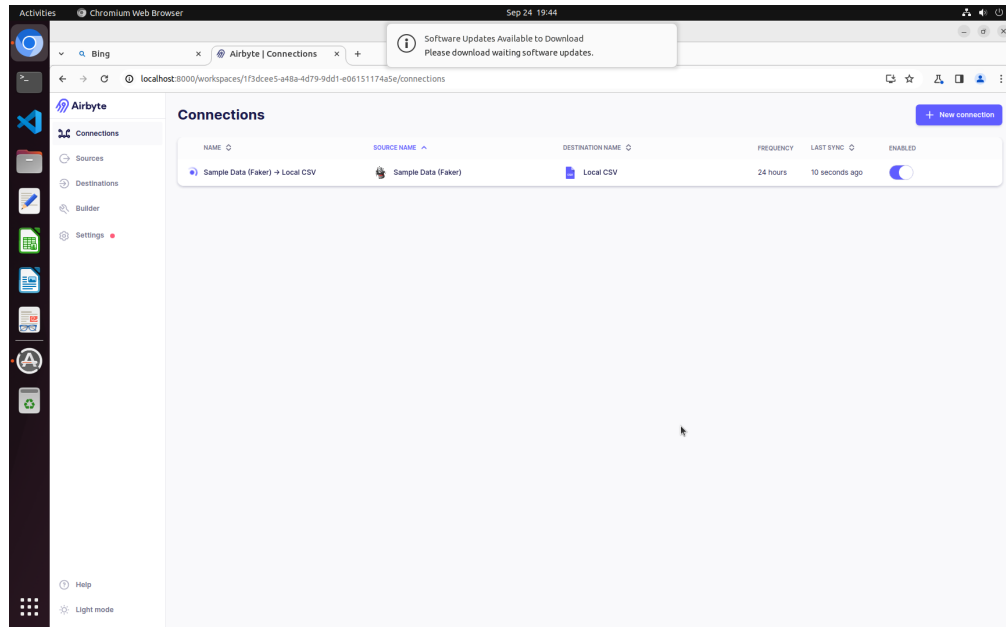 Activities
Chromium Web Browser
Sep 24 19:44
Software Updates Available to Download
Please download waiting software updates.
Bing
Airbyte | Connections
localhost:8000/workspaces/1f3dcee5-a48a-4d79-9dd1-e06151174a5e/connections
Airbyte
Connections
Sources
Destinations
Builder
Settings
Help
Light mode
Connections
New connection
NAME SOURCE NAME DESTINATION NAME FREQUENCY LAST SYNC ENABLED
Sample Data (Faker) → Local CSV Sample Data (Faker) Local CSV 24 hours 10 seconds ago